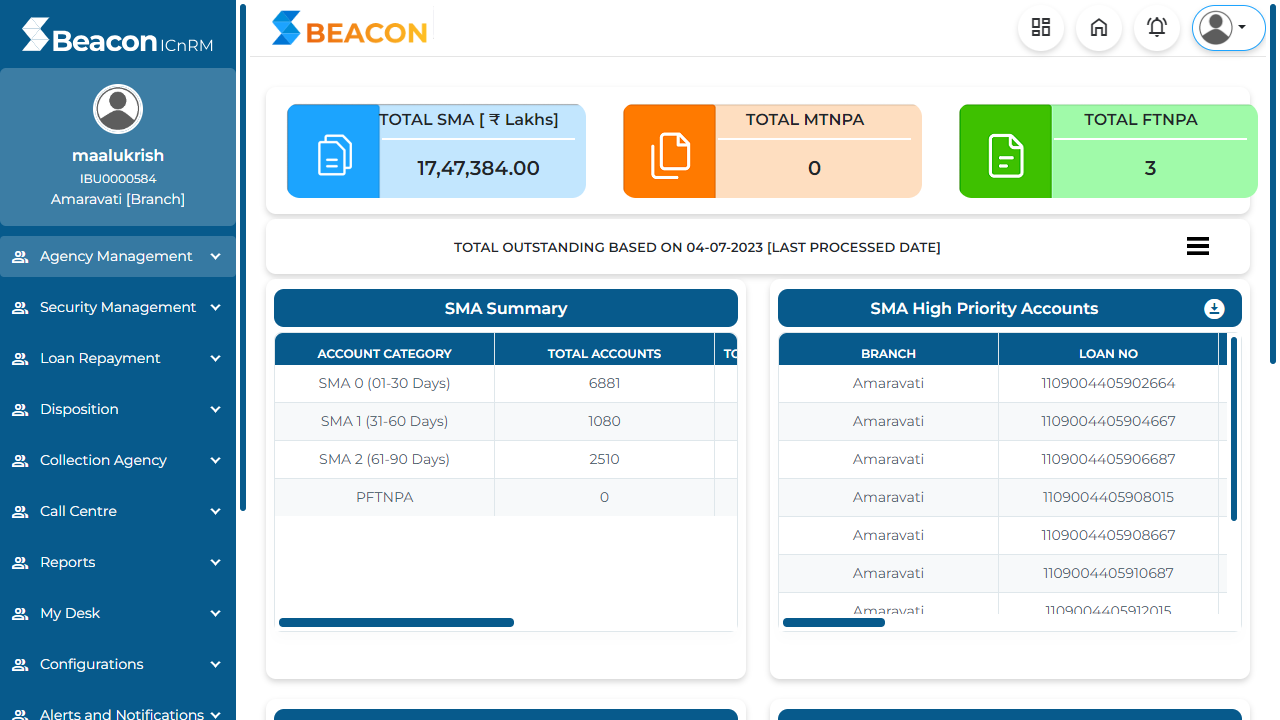 Beacon ICnRM
maalukrish
IBU0000584
Amaravati [Branch]
Agency Management
Security Management
Loan Repayment
Disposition
Collection Agency
Call Centre
Reports
My Desk
Configurations
Alerts and Notifications
BEACON
TOTAL SMA [ ₹ Lakhs]
17,47,384.00
TOTAL MTNPA
0
TOTAL FTNPA
3
TOTAL OUTSTANDING BASED ON 04-07-2023 [LAST PROCESSED DATE]
SMA Summary
ACCOUNT CATEGORY TOTAL ACCOUNTS
SMA 0 (01-30 Days) 6881
SMA 1 (31-60 Days) 1080
SMA 2 (61-90 Days) 2510
PFTNPA 0
SMA High Priority Accounts
BRANCH LOAN NO
Amaravati 1109004405902664
Amaravati 1109004405904667
Amaravati 1109004405906687
Amaravati 1109004405908015
Amaravati 1109004405908667
Amaravati 1109004405910687
Amaravati 1109004405912015